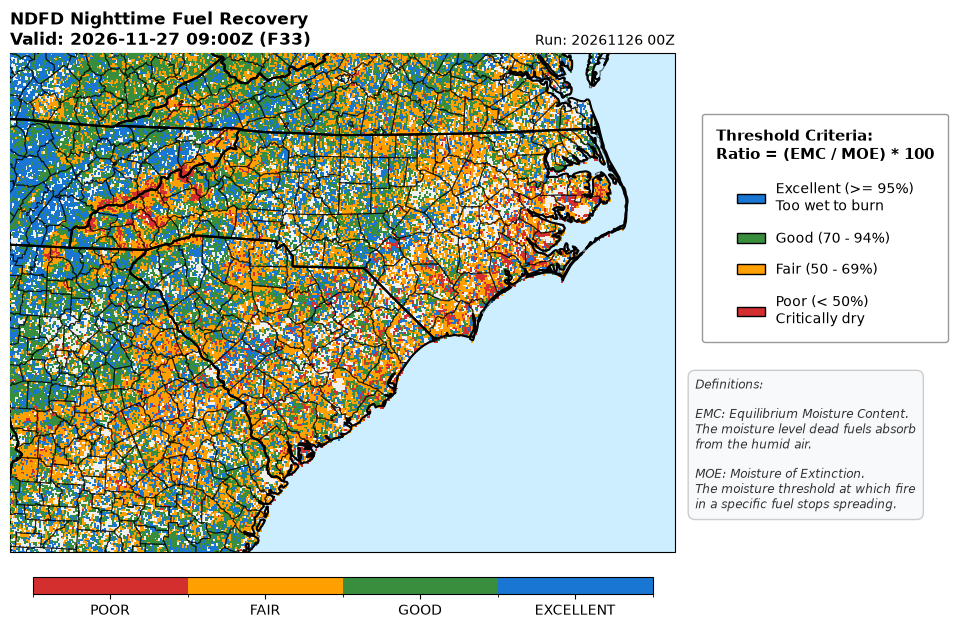 NDFD Nighttime Fuel Recovery
Valid: 2026-11-27 09:00Z (F33)
Run: 20261126 00Z
Threshold Criteria:
Ratio = (EMC / MOE) * 100
Excellent (>= 95%)
Too wet to burn
Good (70 - 94%)
Fair (50 - 69%)
Poor (< 50%)
Critically dry
Definitions:
EMC: Equilibrium Moisture Content.
The moisture level dead fuels absorb
from the humid air.
MOE: Moisture of Extinction.
The moisture threshold at which fire
in a specific fuel stops spreading.
POOR
FAIR
GOOD
EXCELLENT